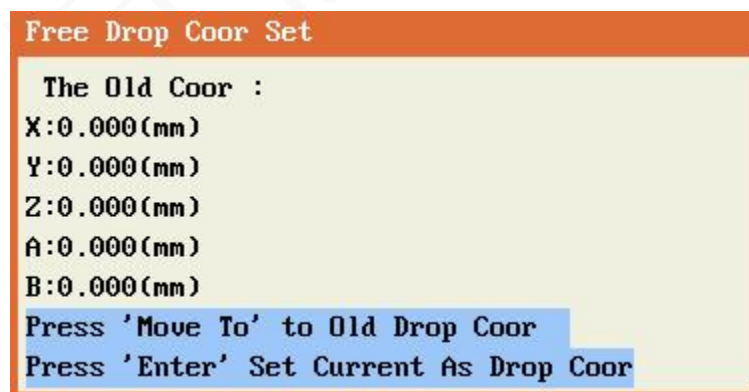 Free Drop Coor Set
The Old Coor :
X:0.000(mm)
Y:0.000(mm)
Z:0.000(mm)
A:0.000(mm)
B:0.000(mm)
Press 'Move To' to Old Drop Coor
Press 'Enter' Set Current As Drop Coor